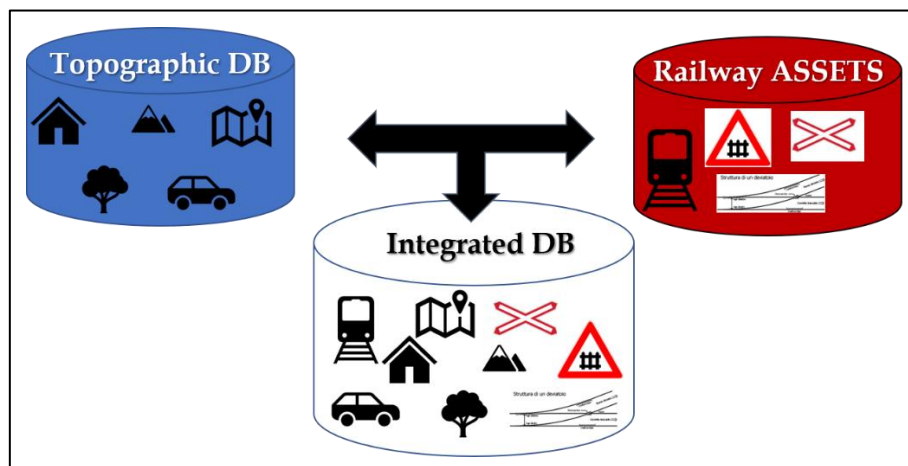 Topographic DB
Railway ASSETS
Struttura di un deviatoio
Integrated DB
Struttura di un deviatoio